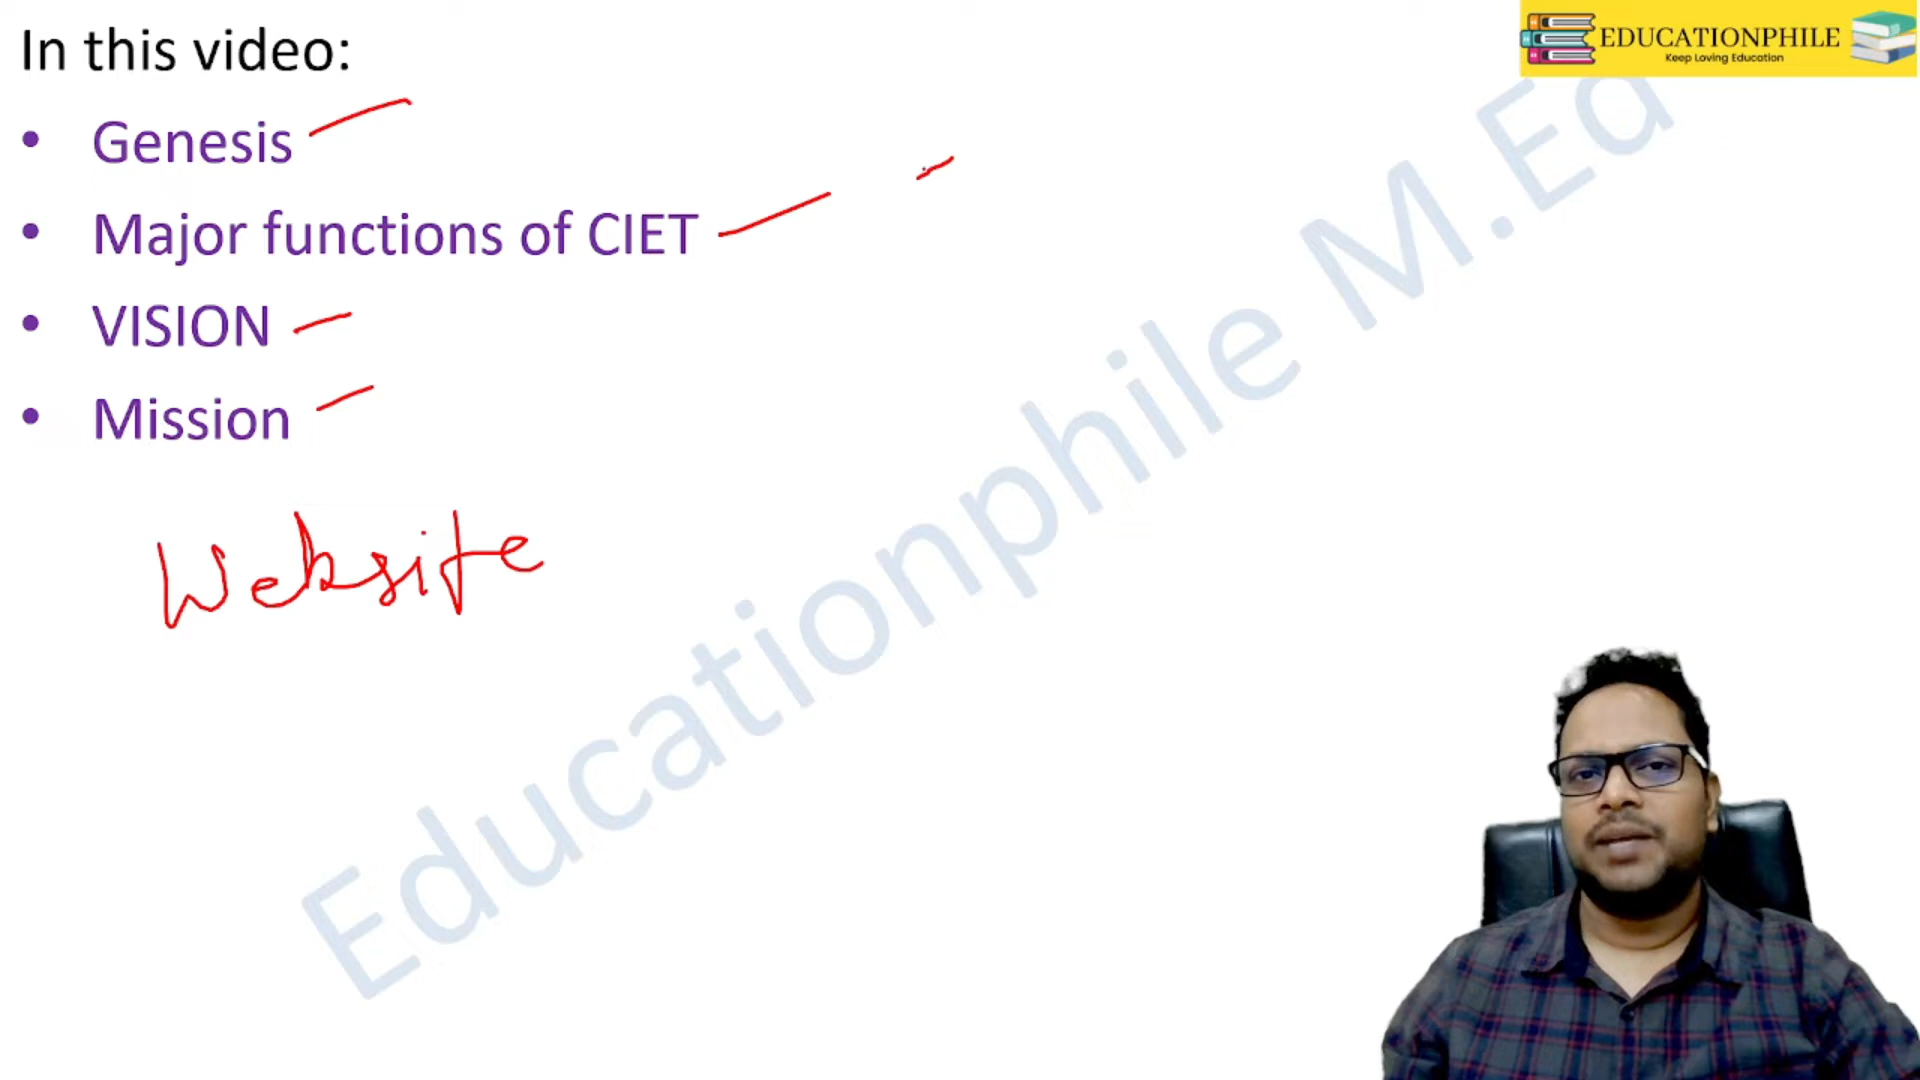 In this video:
EDUCATIONPHILE
Keep Loving Education
• Genesis
• Major functions of CIET
• VISION
• Mission
Website
Educationphile M.Ed